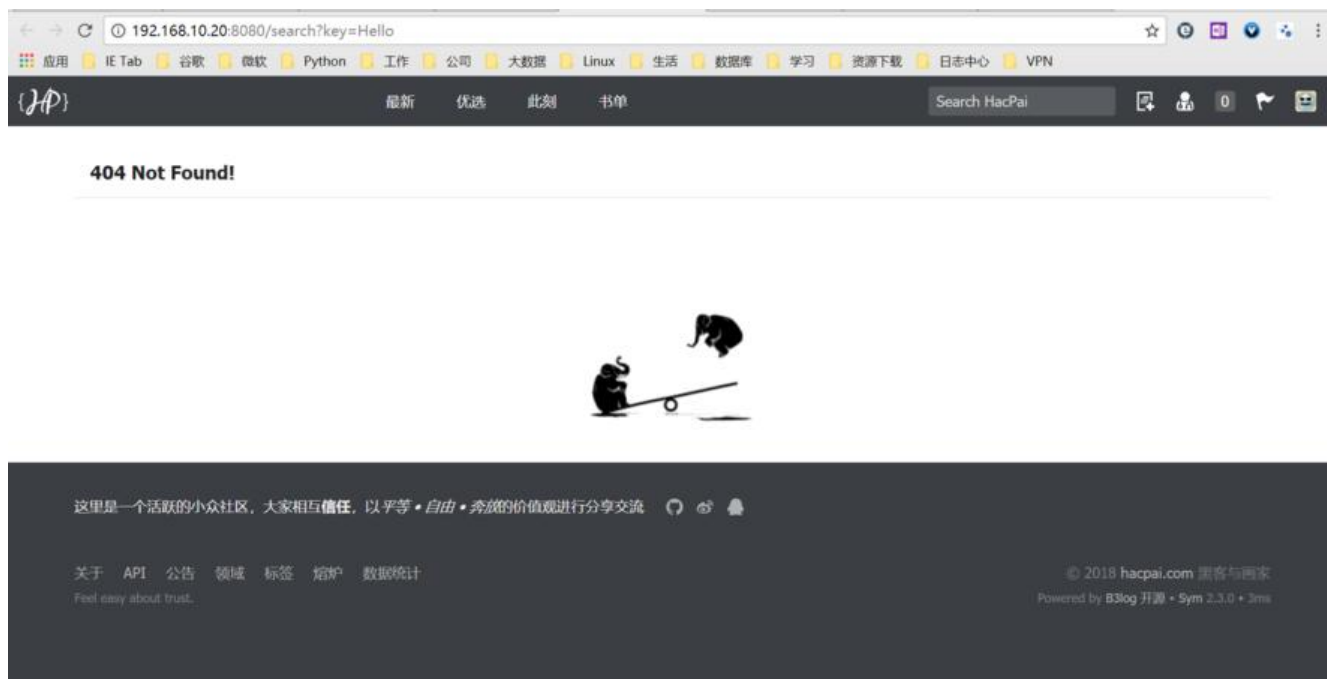 192.168.10.20:8080/search?key=Hello
应用 IE Tab 谷歌 微软 Python 工作 公司 大数据 Linux 生活 数据库 学习 资源下载 日志中心 VPN
{HP} 最新 优选 此刻 书单 Search HacPai 0
404 Not Found!
这里是一个活跃的小众社区，大家相互信任，以平等 • 自由 • 奔放的价值观进行分享交流
关于 API 公告 领域 标签 熔炉 数据统计 © 2018 hacpai.com 黑客与画家
Feel easy about trust. Powered by B3log 开源 • Sym 2.3.0 • 3ms